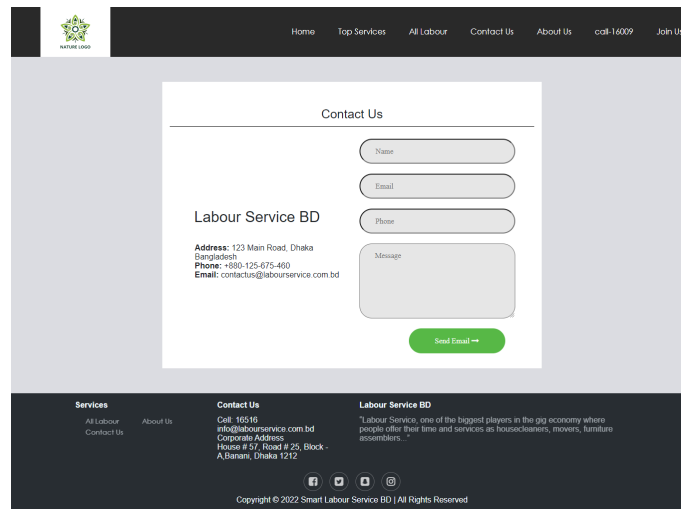 NATURE LOGO
Home Top Services All Labour Contact Us About Us call-16009 Join Us
Contact Us
Name
Email
Labour Service BD
Phone
Address: 123 Main Road, Dhaka
Bangladesh
Phone: +880-125-675-460
Email: contactus@labourservice.com.bd
Message
Send Email
Services
All Labour About Us
Contact Us
Contact Us
Cell: 16516
info@labourservice.com.bd
Corporate Address
House # 57, Road # 25, Block -
A,Banani, Dhaka 1212
Labour Service BD
"Labour Service, one of the biggest players in the gig economy where
people offer their time and services as housecleaners, movers, furniture
assemblers..."
Copyright © 2022 Smart Labour Service BD | All Rights Reserved